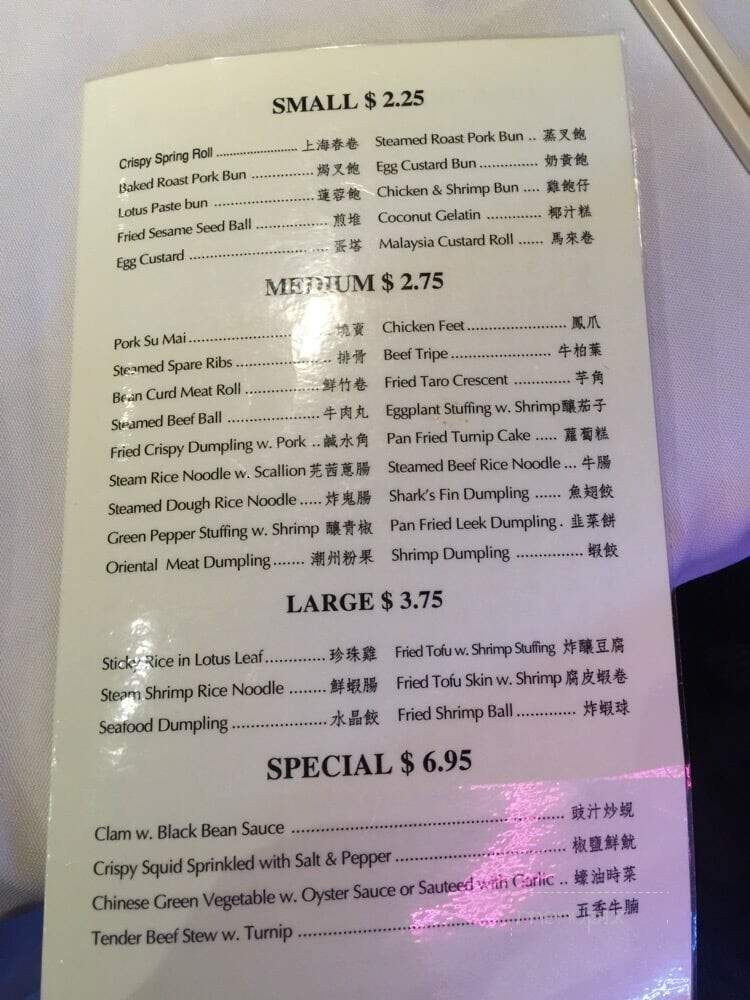 SMALL $ 2.25
Crispy Spring Roll ........................ 上海春卷
Baked Roast Pork Bun ............... 焗叉飽
Lotus Paste bun ....................... 蓮蓉飽
Fried Sesame Seed Ball ............... 煎堆
Egg Custard ............................... 蛋塔
Steamed Roast Pork Bun .. 蒸叉飽
Egg Custard Bun .............. 奶黃飽
Chicken & Shrimp Bun .... 雞飽仔
Coconut Gelatin ............. 椰汁糕
Malaysia Custard Roll ...... 馬來卷
MEDIUM $ 2.75
Pork Su Mai ......................... 燒賣
Steamed Spare Ribs ...................... 排骨
Bean Curd Meat Roll ................. 鮮竹卷
Steamed Beef Ball .................... 牛肉丸
Fried Crispy Dumpling w. Pork .. 鹹水角
Steam Rice Noodle w. Scallion 芫茜蔥腸
Steamed Dough Rice Noodle ..... 炸鬼腸
Green Pepper Stuffing w. Shrimp 釀青椒
Oriental Meat Dumpling ....... 潮州粉果
Chicken Feet ........................ 鳳爪
Beef Tripe ........................ 牛柏葉
Fried Taro Crescent ............. 芋角
Eggplant Stuffing w. Shrimp 釀茄子
Pan Fried Turnip Cake ..... 蘿蔔糕
Steamed Beef Rice Noodle ... 牛腸
Shark's Fin Dumpling ...... 魚翅餃
Pan Fried Leek Dumpling . 韭菜餅
Shrimp Dumpling ............... 蝦餃
LARGE $ 3.75
Sticky Rice in Lotus Leaf ............. 珍珠雞
Steam Shrimp Rice Noodle ........ 鮮蝦腸
Seafood Dumpling ..................... 水晶餃
Fried Tofu w. Shrimp Stuffing 炸釀豆腐
Fried Tofu Skin w. Shrimp 腐皮蝦卷
Fried Shrimp Ball ............. 炸蝦球
SPECIAL $ 6.95
Clam w. Black Bean Sauce ............................................. 豉汁炒蜆
Crispy Squid Sprinkled with Salt & Pepper ............................ 椒鹽鮮魷
Chinese Green Vegetable w. Oyster Sauce or Sauteed with Garlic .. 蠔油時菜
Tender Beef Stew w. Turnip ............................................. 五香牛腩